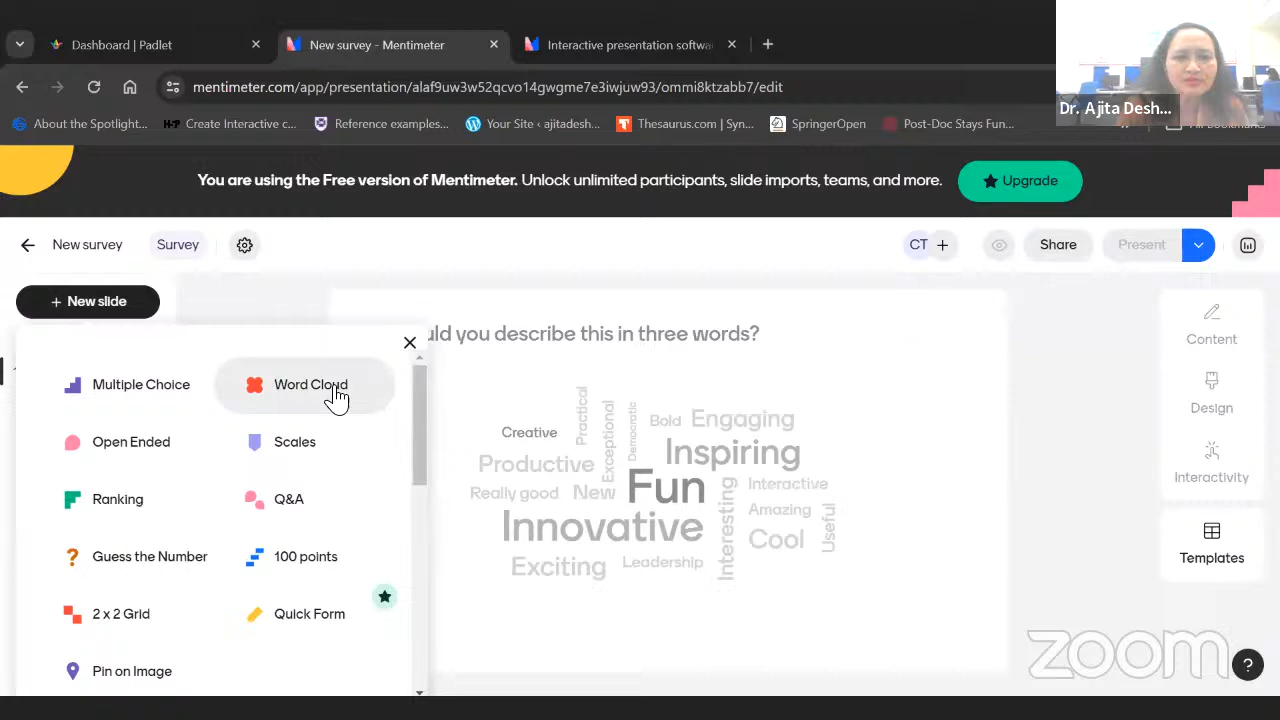 Dashboard | Padlet
New survey - Mentimeter
Interactive presentation softwa
mentimeter.com/app/presentation/alaf9uw3w52qcvo14gwgme7e3iwjuw93/ommi8ktzabb7/edit
Dr. Ajita Desh...
About the Spotlight...
H-P Create Interactive c...
Reference examples...
Your Site ‹ ajitadesh...
Thesaurus.com | Syn...
SpringerOpen
Post-Doc Stays Fun...
You are using the Free version of Mentimeter. Unlock unlimited participants, slide imports, teams, and more.
Upgrade
New survey
Survey
CT
Share
Present
New slide
uld you describe this in three words?
Multiple Choice
Word Cloud
Open Ended
Scales
Ranking
Q&A
Guess the Number
100 points
2 x 2 Grid
Quick Form
Pin on Image
Practical
Exceptional
Democratic
Bold
Engaging
Creative
Inspiring
Productive
Fun
Interactive
Really good
New
Interesting
Amazing
Useful
Innovative
Cool
Exciting
Leadership
Content
Design
Interactivity
Templates
zoom
?